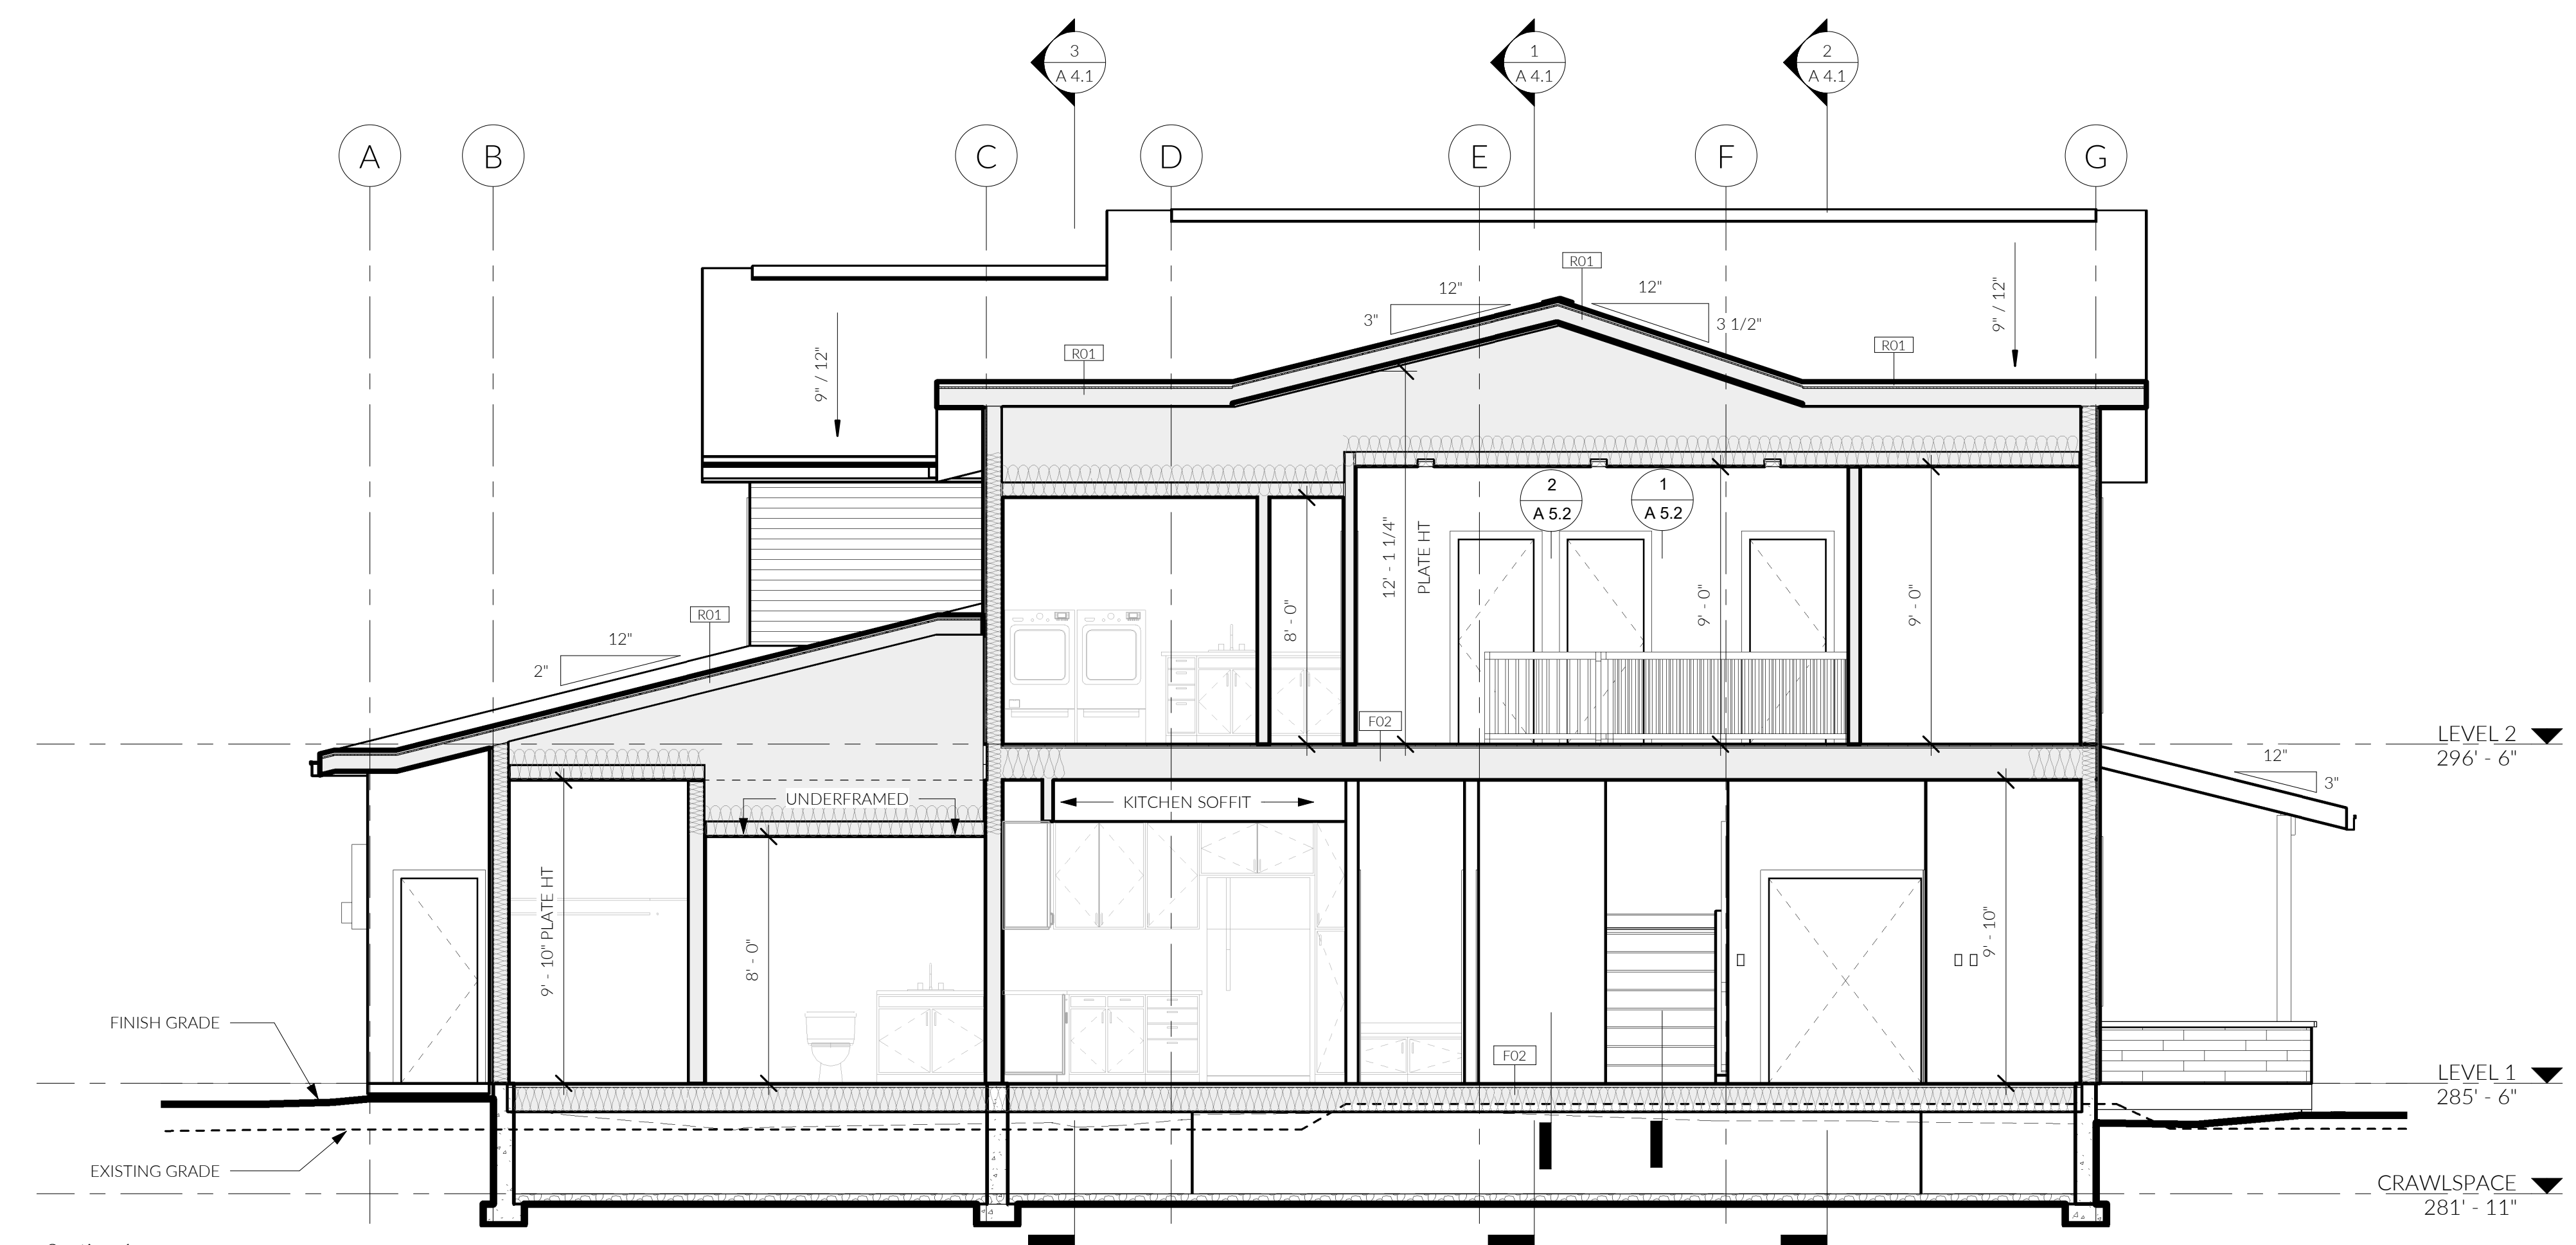 3
A 4.1
1
A 4.1
2
A 4.1
A
B
C
D
E
F
G
R01
12"
12"
3"
3 1/2"
9" / 12"
R01
R01
9" / 12"
2
A 5.2
1
A 5.2
12' - 1 1/4"
PLATE HT
8' - 0"
9' - 0"
9' - 0"
R01
12"
2"
F02
LEVEL 2
296' - 6"
12"
3"
UNDERFRAMED
KITCHEN SOFFIT
9' - 10" PLATE HT
8' - 0"
9' - 10"
FINISH GRADE
F02
LEVEL 1
285' - 6"
EXISTING GRADE
CRAWLSPACE
281' - 11"